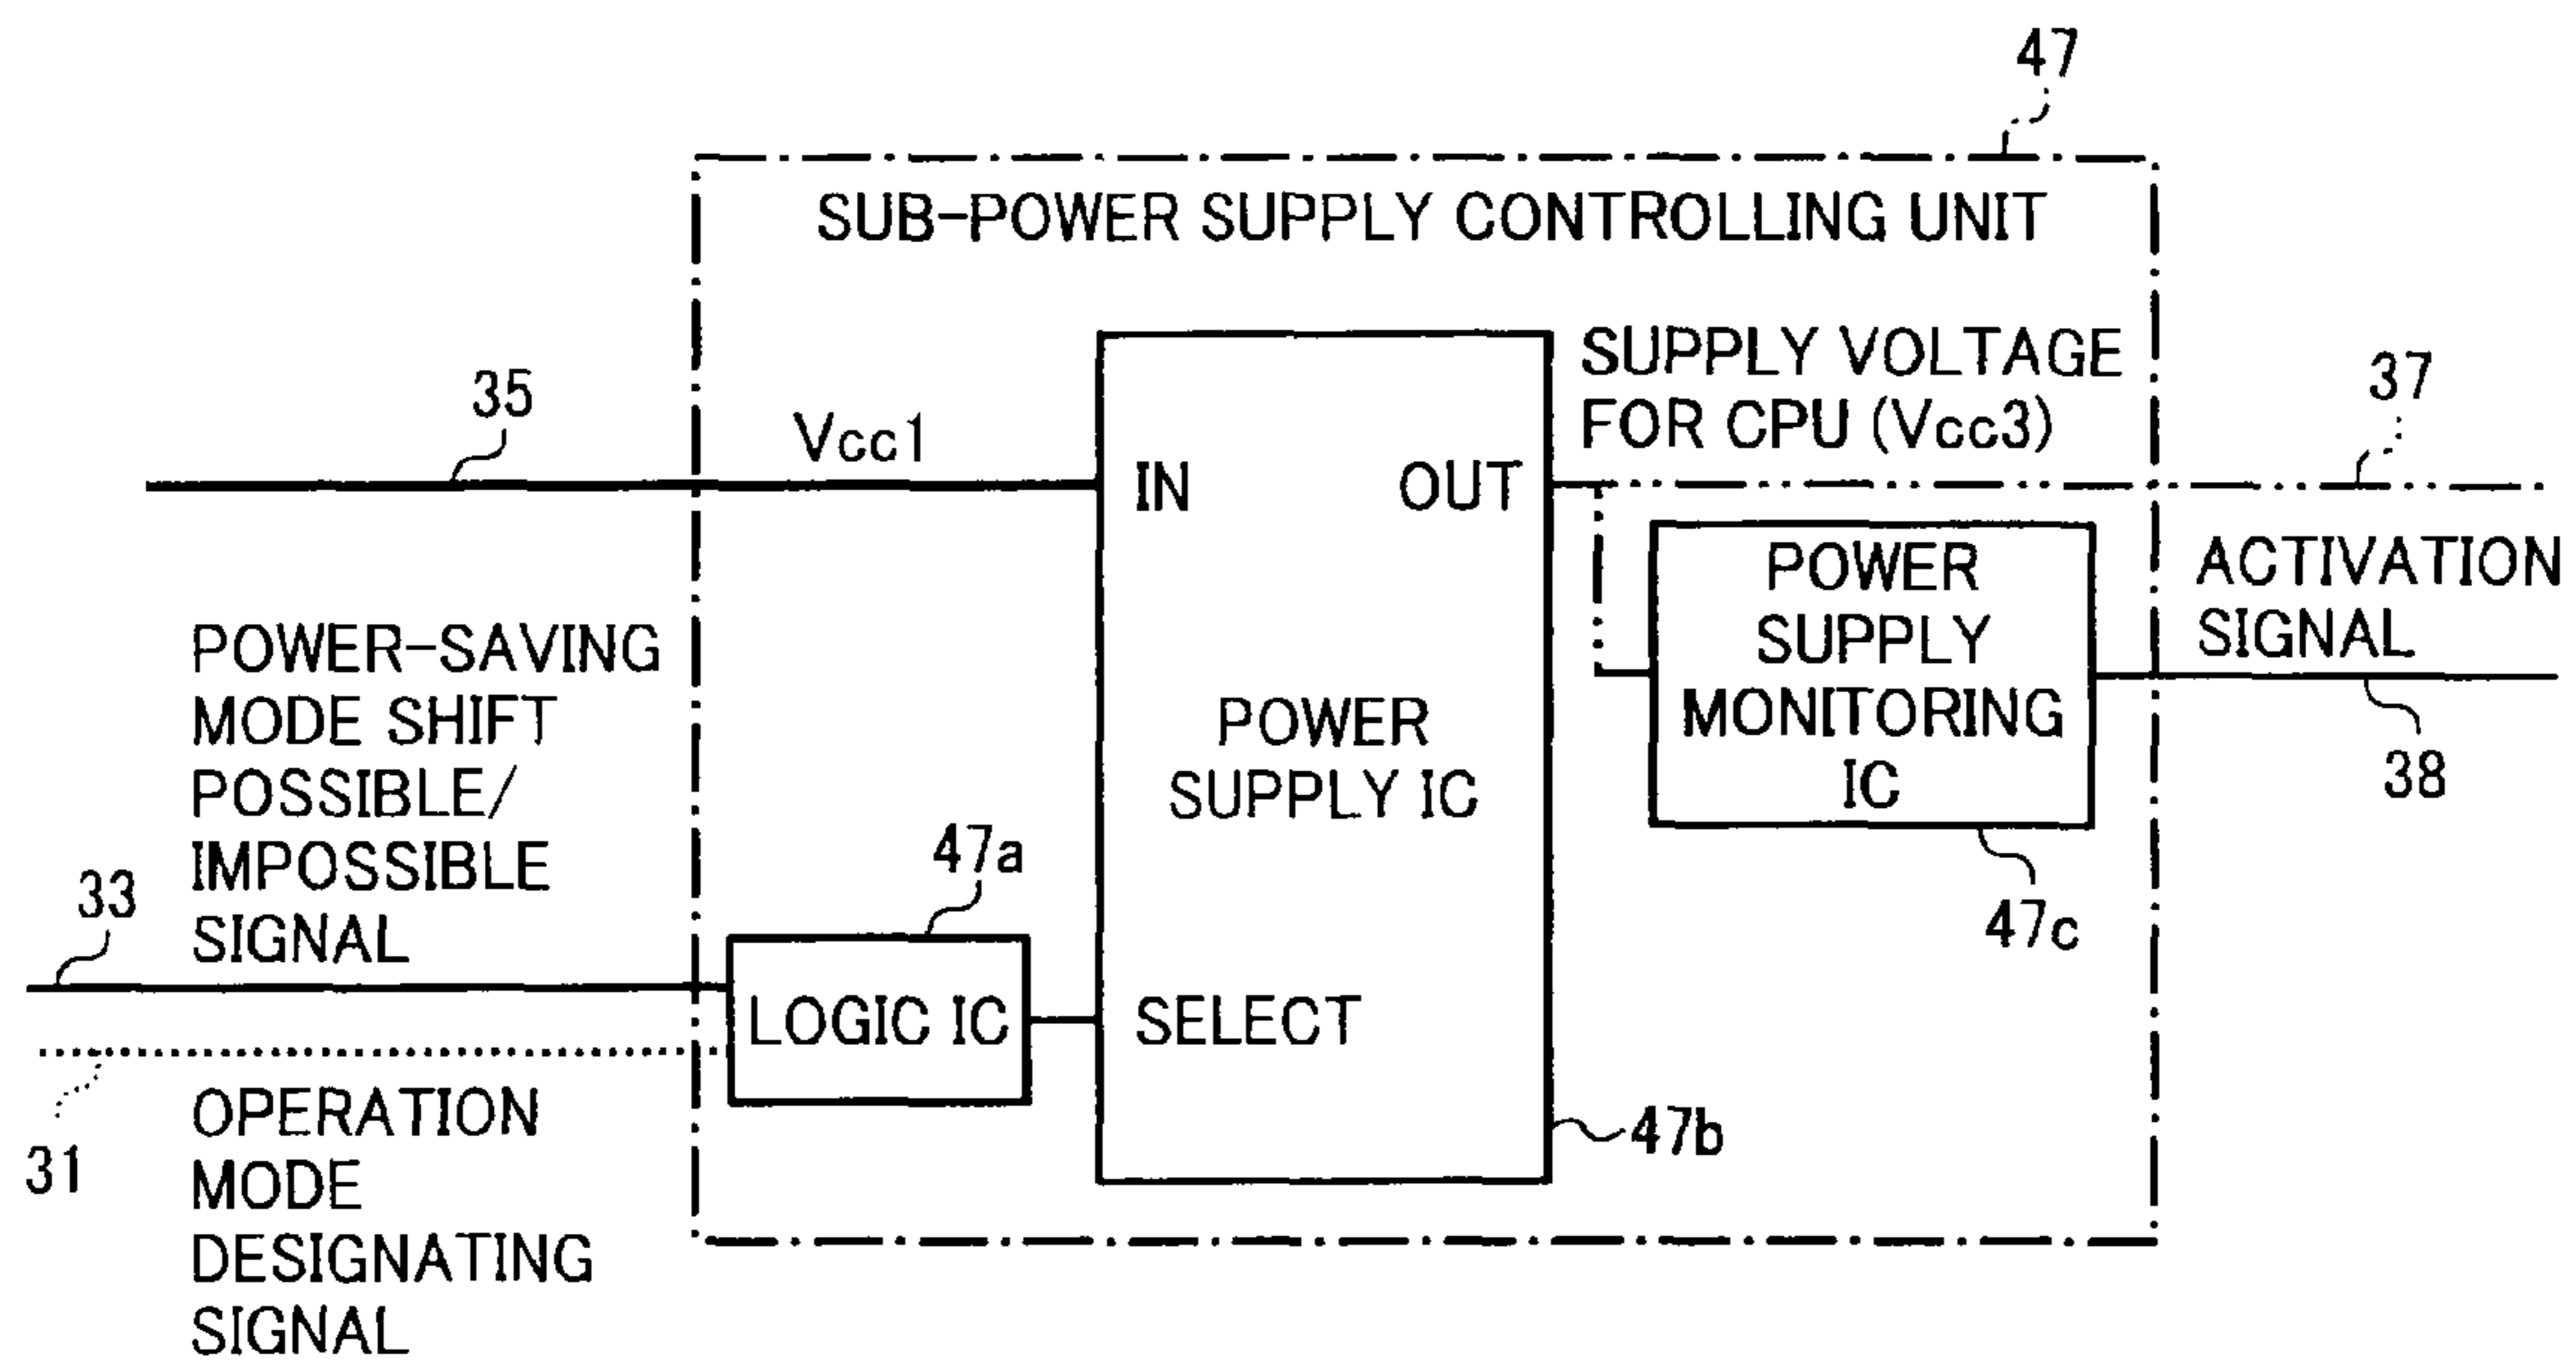 47
SUB-POWER SUPPLY CONTROLLING UNIT
SUPPLY VOLTAGE
FOR CPU (Vcc3)
37
35
Vcc1
IN
OUT
POWER
SUPPLY
MONITORING
IC
ACTIVATION
SIGNAL
38
47c
POWER-SAVING
MODE SHIFT
POSSIBLE/
IMPOSSIBLE
SIGNAL
33
POWER
SUPPLY IC
47a
LOGIC IC
SELECT
47b
31
OPERATION
MODE
DESIGNATING
SIGNAL